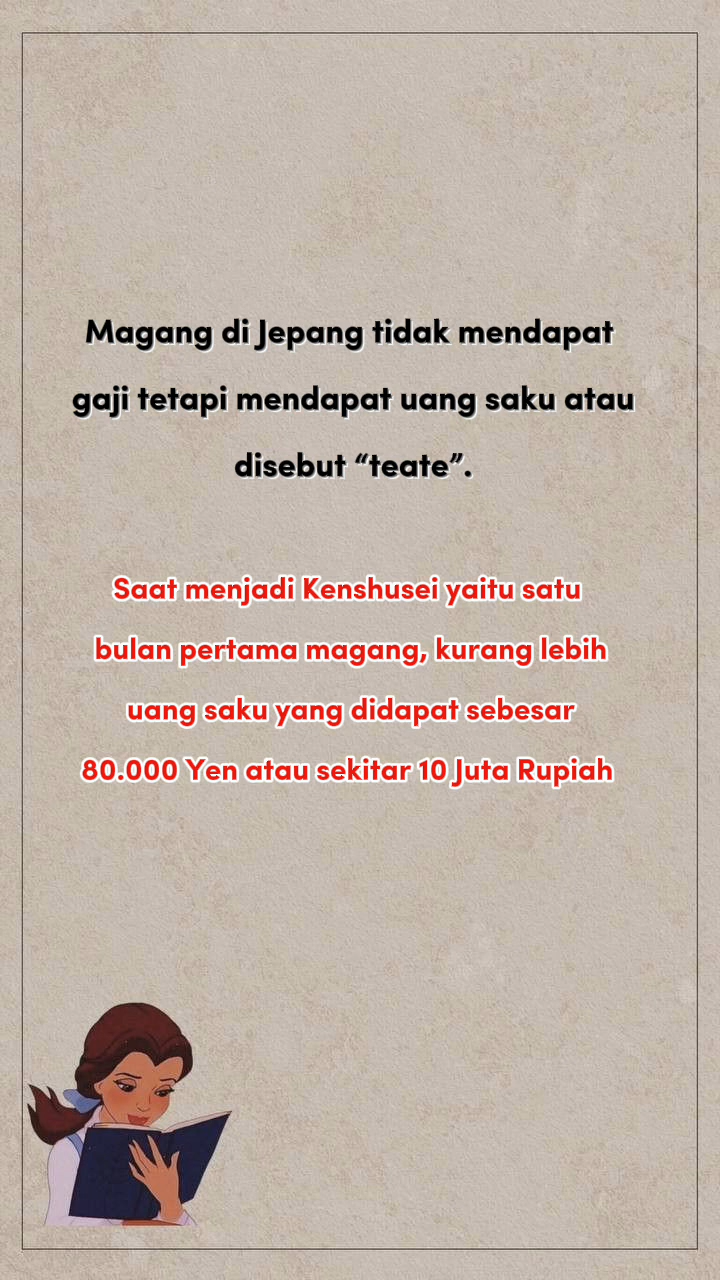 Magang di Jepang tidak mendapat
gaji tetapi mendapat uang saku atau
disebut “teate”.
Saat menjadi Kenshusei yaitu satu
bulan pertama magang, kurang lebih
uang saku yang didapat sebesar
80.000 Yen atau sekitar 10 Juta Rupiah